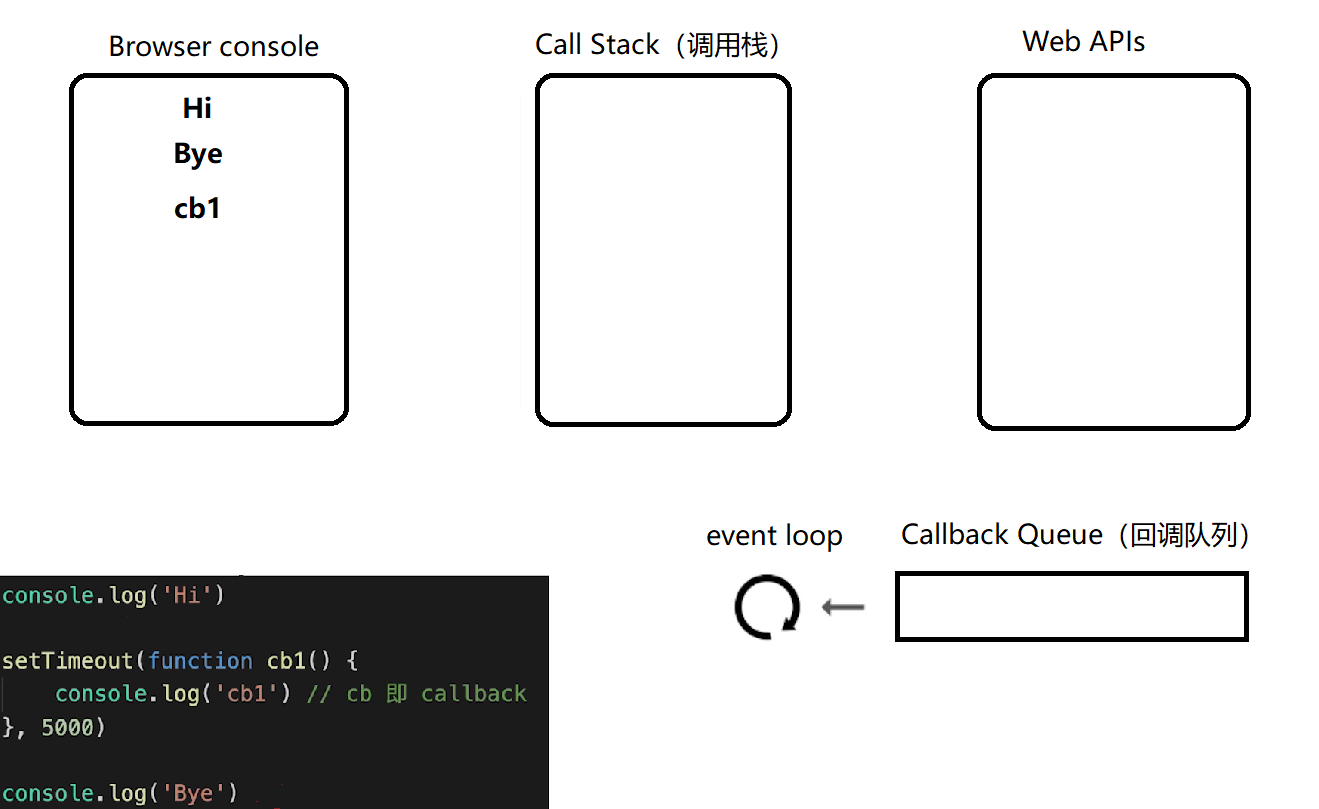 Browser console
Call Stack（调用栈）
Web APIs
Hi
Bye
cb1
event loop
Callback Queue（回调队列）
console.log('Hi')
setTimeout(function cb1() {
    console.log('cb1') // cb 即 callback
}, 5000)
console.log('Bye')